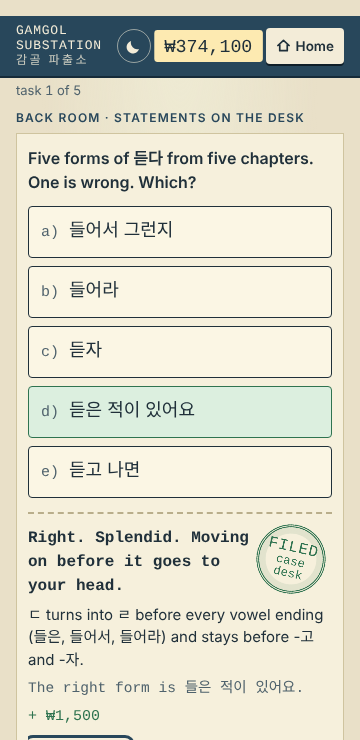 GAMGOL
SUBSTATION
감골 파출소
₩374,100
Home
task 1 of 5
BACK ROOM · STATEMENTS ON THE DESK
Five forms of 듣다 from five chapters.
One is wrong. Which?
a) 들어서 그런지
b) 들어라
c) 듣자
d) 듣은 적이 있어요
e) 듣고 나면
Right. Splendid. Moving
on before it goes to
your head.
FILED
case
desk
ㄷ turns into ㄹ before every vowel ending
(들은, 들어서, 들어라) and stays before -고
and -자.
The right form is 들은 적이 있어요.
+ ₩1,500